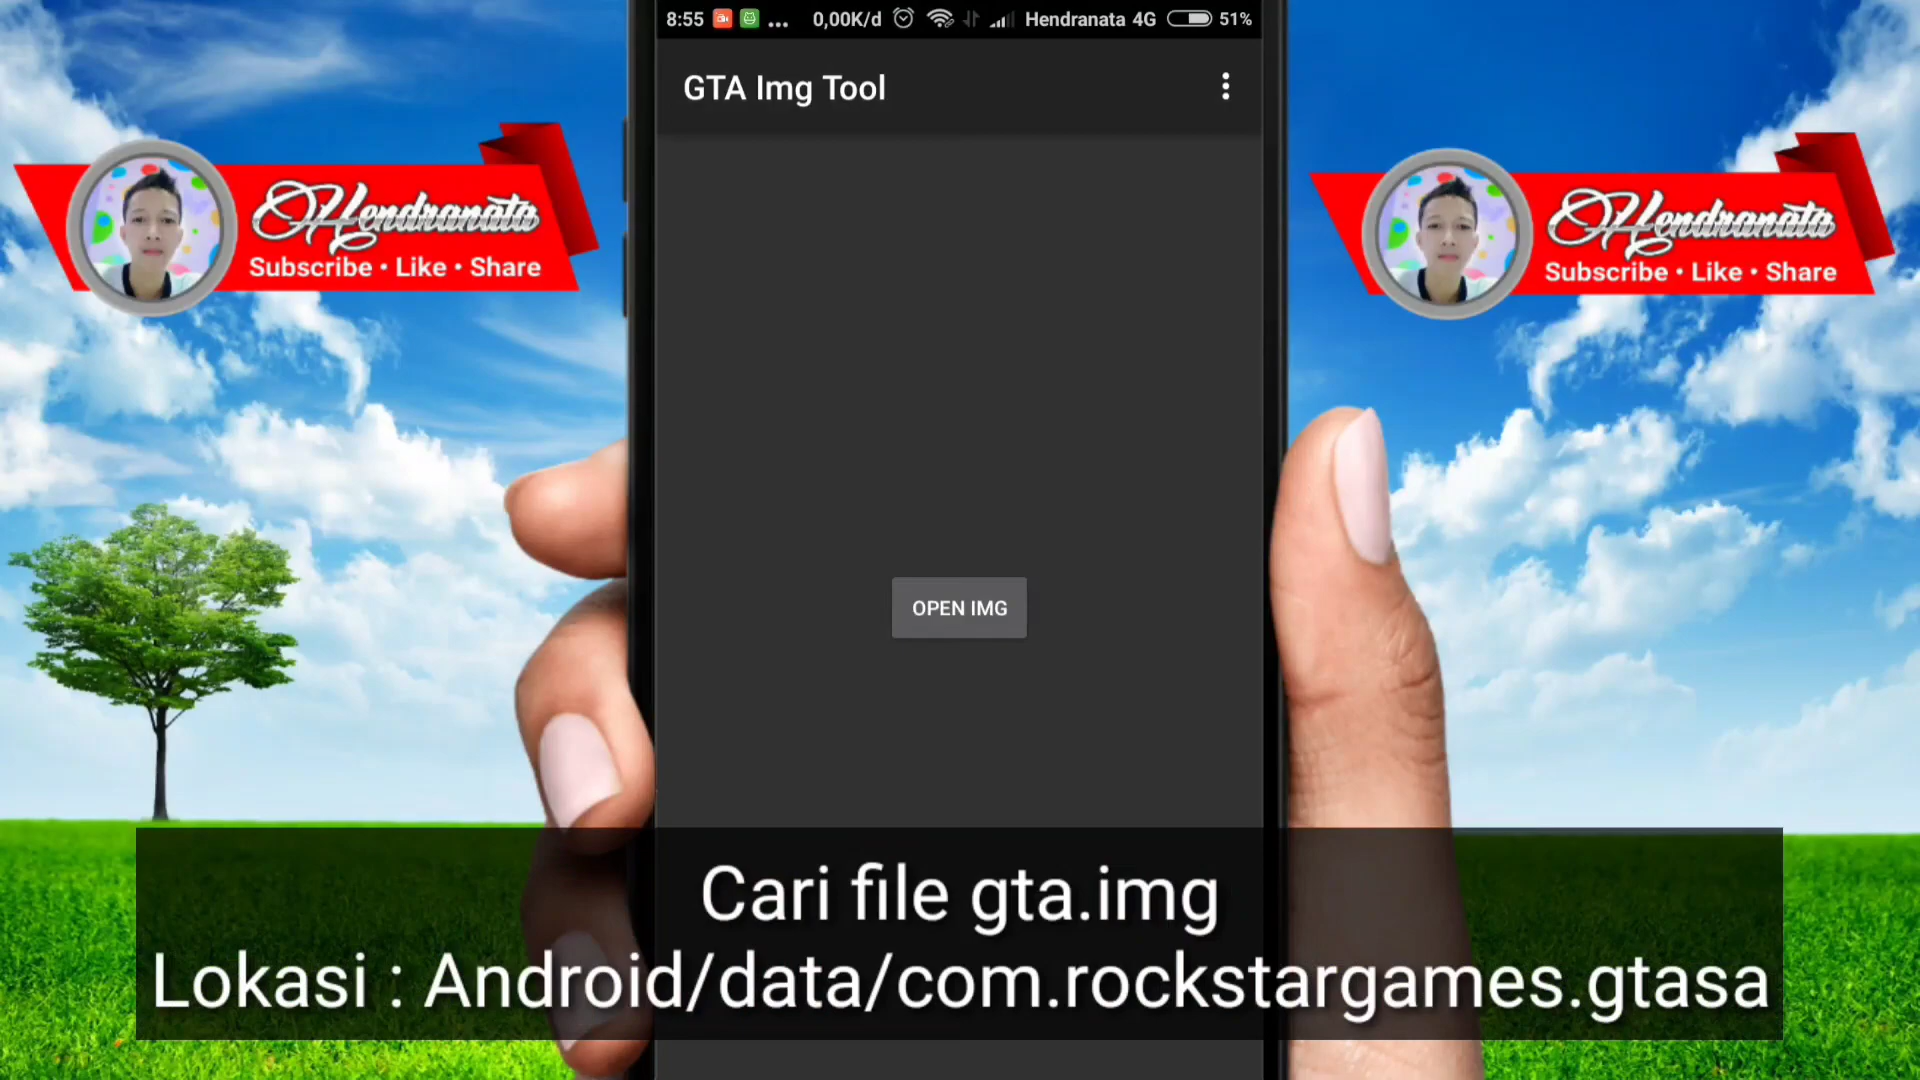 8:55 ... 0,00K/d Hendranata 4G 51%
GTA Img Tool
Hendranata
Subscribe • Like • Share
Hendranata
Subscribe • Like • Share
OPEN IMG
Cari file gta.img
Lokasi : Android/data/com.rockstargames.gtasa